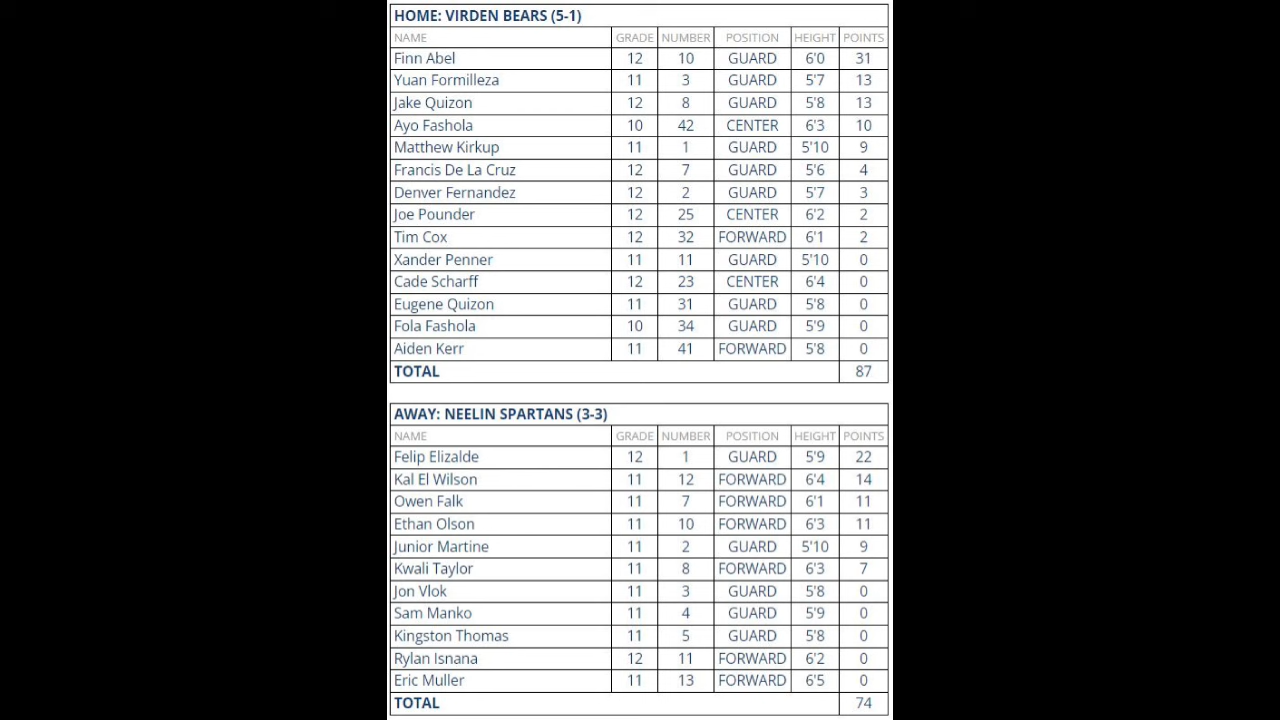 HOME: VIRDEN BEARS (5-1)
NAME GRADE NUMBER POSITION HEIGHT POINTS
Finn Abel 12 10 GUARD 6'0 31
Yuan Formilleza 11 3 GUARD 5'7 13
Jake Quizon 12 8 GUARD 5'8 13
Ayo Fashola 10 42 CENTER 6'3 10
Matthew Kirkup 11 1 GUARD 5'10 9
Francis De La Cruz 12 7 GUARD 5'6 4
Denver Fernandez 12 2 GUARD 5'7 3
Joe Pounder 12 25 CENTER 6'2 2
Tim Cox 12 32 FORWARD 6'1 2
Xander Penner 11 11 GUARD 5'10 0
Cade Scharff 12 23 CENTER 6'4 0
Eugene Quizon 11 31 GUARD 5'8 0
Fola Fashola 10 34 GUARD 5'9 0
Aiden Kerr 11 41 FORWARD 5'8 0
TOTAL 87
AWAY: NEELIN SPARTANS (3-3)
NAME GRADE NUMBER POSITION HEIGHT POINTS
Felip Elizalde 12 1 GUARD 5'9 22
Kal El Wilson 11 12 FORWARD 6'4 14
Owen Falk 11 7 FORWARD 6'1 11
Ethan Olson 11 10 FORWARD 6'3 11
Junior Martine 11 2 GUARD 5'10 9
Kwali Taylor 11 8 FORWARD 6'3 7
Jon Vlok 11 3 GUARD 5'8 0
Sam Manko 11 4 GUARD 5'9 0
Kingston Thomas 11 5 GUARD 5'8 0
Rylan Isnana 12 11 FORWARD 6'2 0
Eric Muller 11 13 FORWARD 6'5 0
TOTAL 74